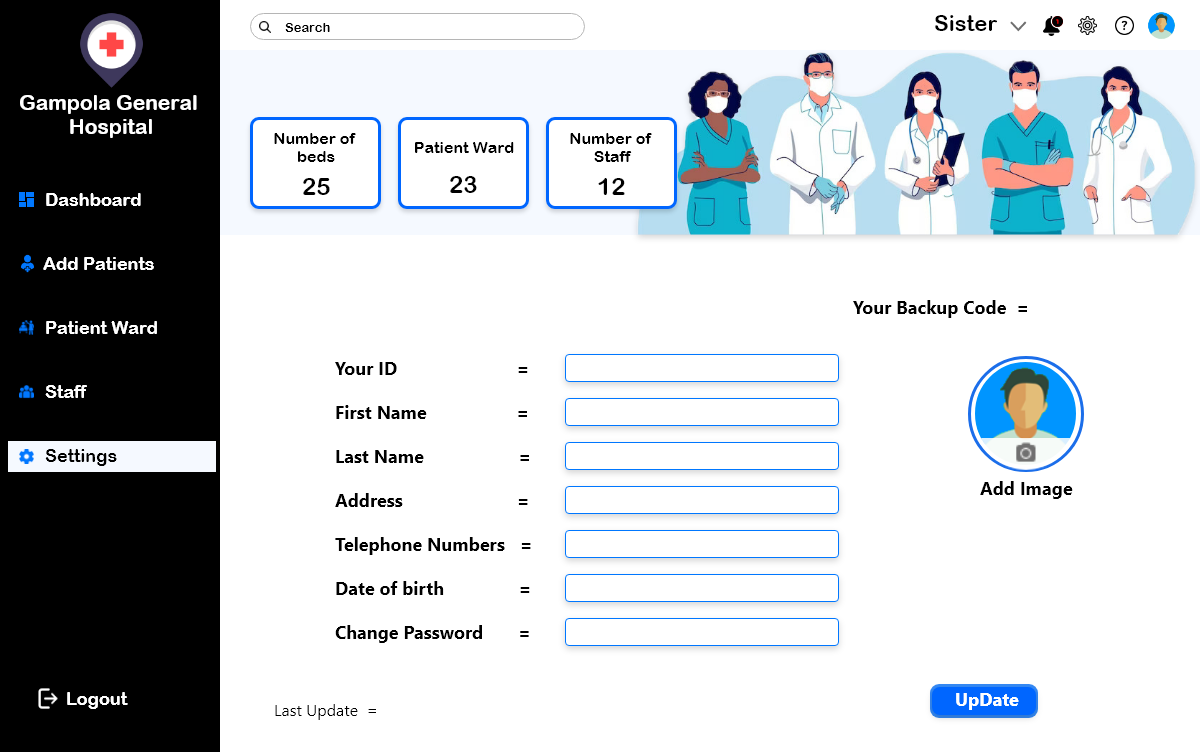 Gampola General
Hospital
Dashboard
Add Patients
Patient Ward
Staff
Settings
Logout
Search
Sister
Number of
beds
25
Patient Ward
23
Number of
Staff
12
Your Backup Code =
Your ID =
First Name =
Last Name =
Address =
Telephone Numbers =
Date of birth =
Change Password =
Add Image
Last Update =
UpDate